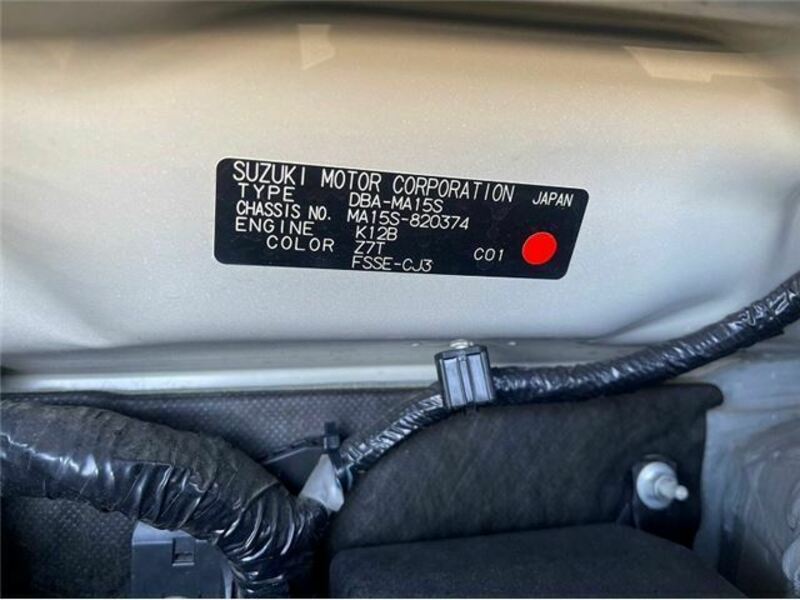 SUZUKI MOTOR CORPORATION JAPAN
TYPE DBA-MA15S
CHASSIS NO. MA15S-820374
ENGINE K12B
COLOR Z7T C01
FSSE-CJ3